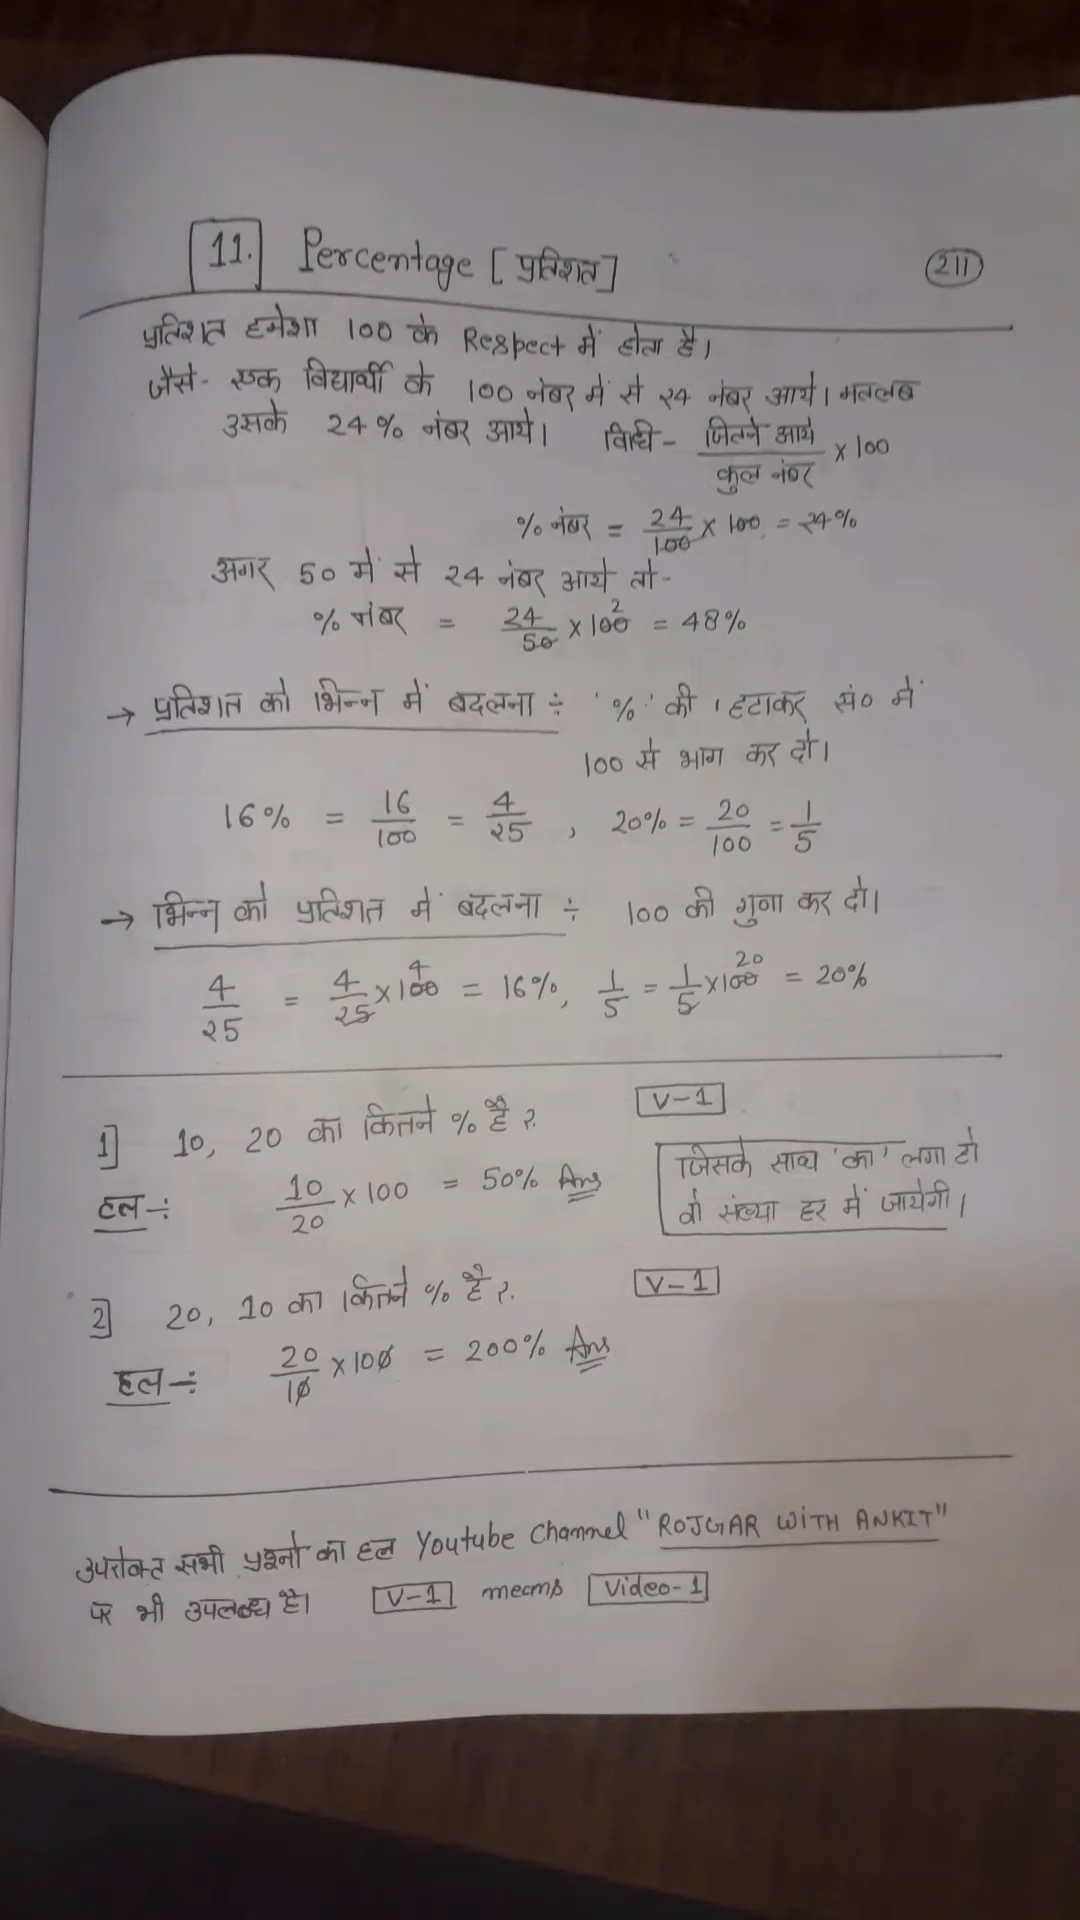 11. Percentage [प्रतिशत] 211
प्रतिशत हमेशा 100 के Respect में होता है।
जैसे- एक विद्यार्थी के 100 नंबर में से 24 नंबर आये। मतलब
उसके 24% नंबर आये। विधि - जितने आये / कुल नंबर × 100
% नंबर = 24/100 × 100 = 24%
अगर 50 में से 24 नंबर आये तो-
% नंबर = 24/50 × 100 2 = 48%
→ प्रतिशत को भिन्न में बदलना ÷ '%' की हटाकर सं० में
100 से भाग कर दो।
16% = 16/100 = 4/25 , 20% = 20/100 = 1/5
→ भिन्न को प्रतिशत में बदलना ÷ 100 की गुना कर दो।
4/25 = 4/25 × 100 4 = 16%, 1/5 = 1/5 × 100 20 = 20%
1] 10, 20 का कितने % है ?. V-1
हल ÷ 10/20 × 100 = 50% Ans
जिसके साथ 'का' लगा हो
वो संख्या हर में जायेगी।
2] 20, 10 का कितने % है ?. V-1
हल ÷ 20/10 × 100 = 200% Ans
उपरोक्त सभी प्रश्नो का हल Youtube Channel "ROJGAR WITH ANKIT"
पर भी उपलब्ध है। V-1 means Video-1